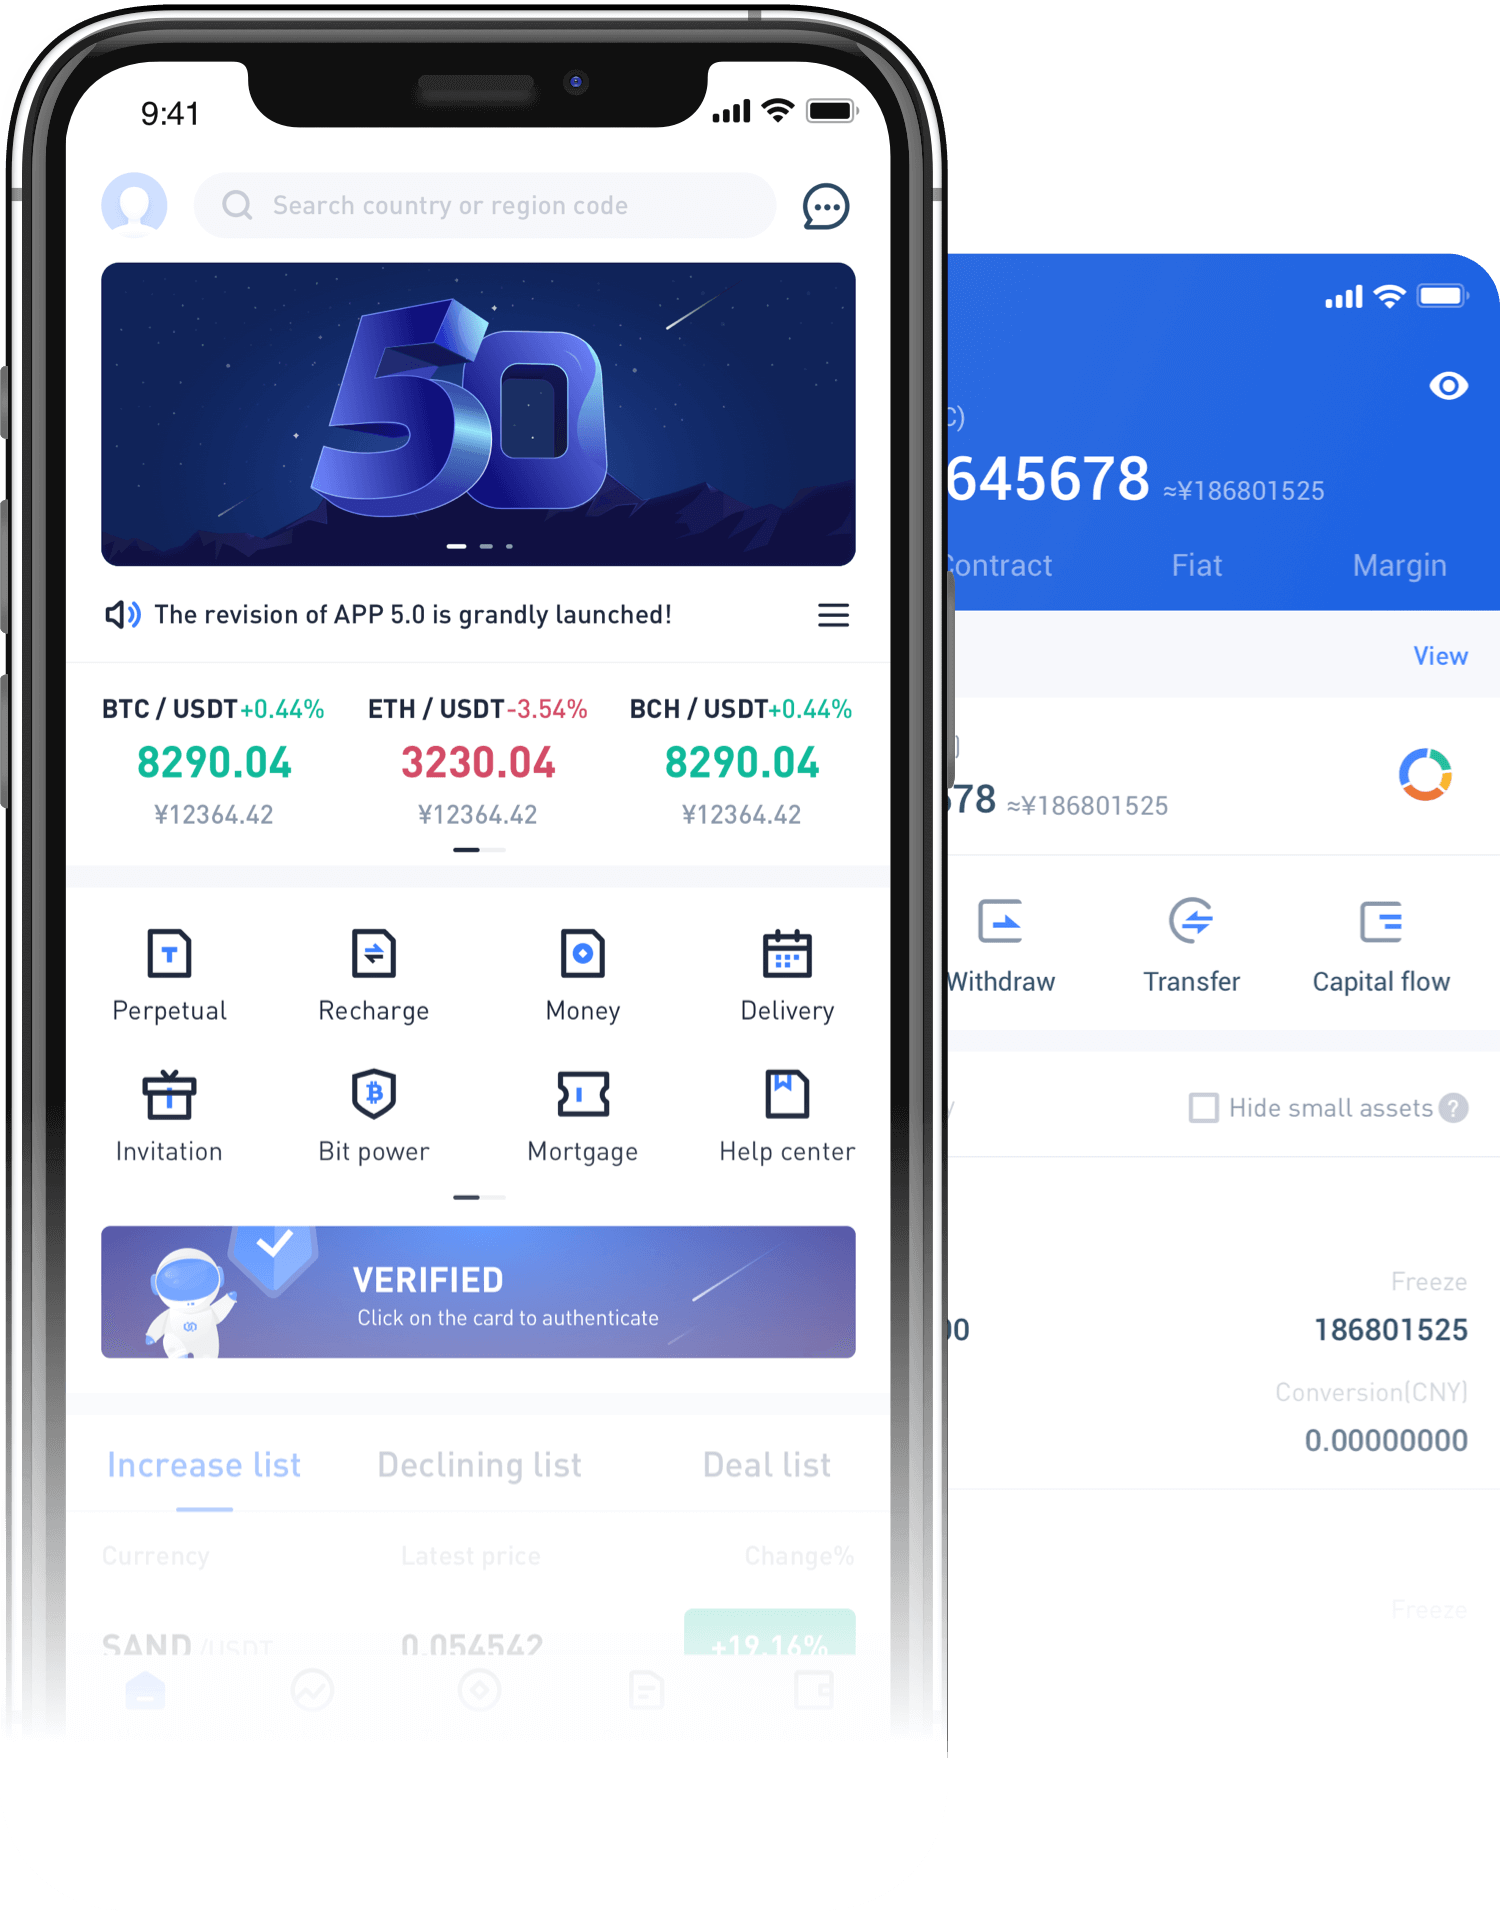 9:41
Search country or region code
50
The revision of APP 5.0 is grandly launched!
BTC / USDT +0.44%
ETH / USDT -3.54%
BCH / USDT +0.44%
8290.04
3230.04
8290.04
¥12364.42
¥12364.42
¥12364.42
Perpetual
Recharge
Money
Delivery
Invitation
Bit power
Mortgage
Help center
VERIFIED
Click on the card to authenticate
Increase list
Declining list
Deal list
Currency
Latest price
Change%
SAND /USDT
0.054542
+19.16%
C)
645678 ≈¥186801525
Contract
Fiat
Margin
View
78 ≈¥186801525
Withdraw
Transfer
Capital flow
Hide small assets ?
Freeze
00
186801525
Conversion(CNY)
0.00000000
Freeze